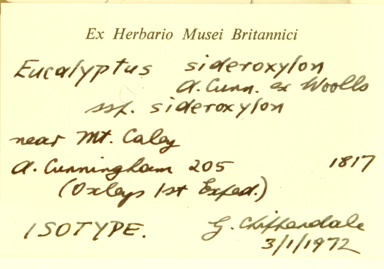 Ex Herbario Musei Britannici
Eucalyptus sideroxylon
A. Cunn. ex Woolls
ssp. sideroxylon
near Mt. Caley
A. Cunningham 205 1817
(Oxleys 1st Exped.)
ISOTYPE. G. Chippendale
3/1/1972